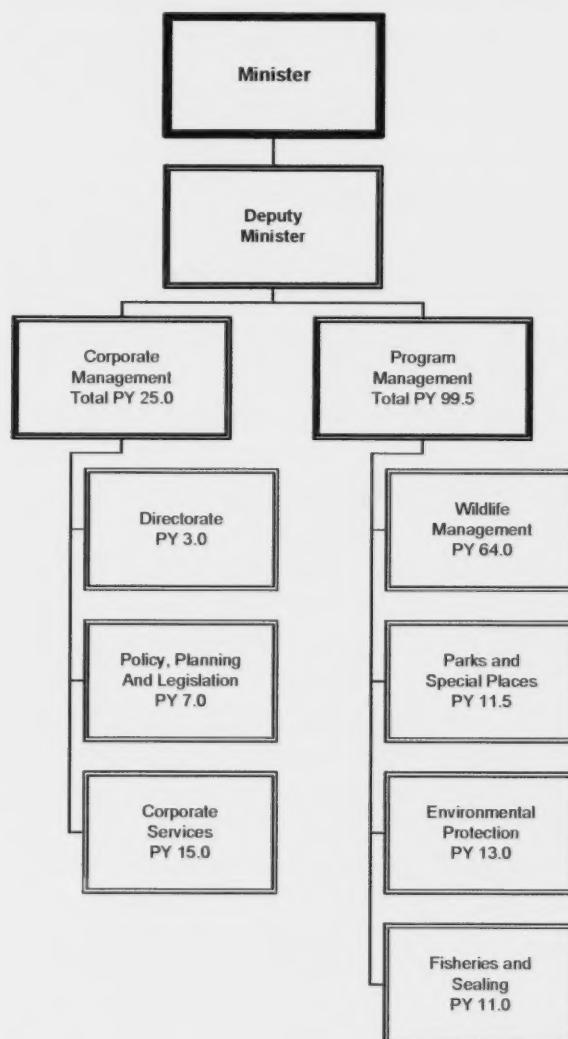 Minister
Deputy
Minister
Corporate
Management
Total PY 25.0
Program
Management
Total PY 99.5
Directorate
PY 3.0
Policy, Planning
And Legislation
PY 7.0
Corporate
Services
PY 15.0
Wildlife
Management
PY 64.0
Parks and
Special Places
PY 11.5
Environmental
Protection
PY 13.0
Fisheries and
Sealing
PY 11.0